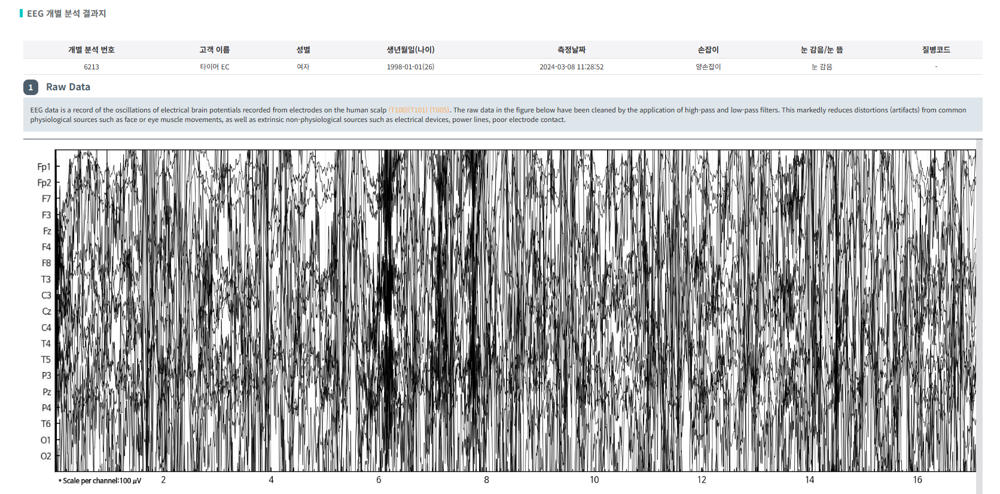 EEG 개별 분석 결과지
개별 분석 번호 고객 이름 성별 생년월일(나이) 측정날짜 손잡이 눈 감음/눈 뜸 질병코드
6213 타이머 EC 여자 1998-01-01(26) 2024-03-08 11:28:52 양손잡이 눈 감음 -
1 Raw Data
EEG data is a record of the oscillations of electrical brain potentials recorded from electrodes on the human scalp (T100)(T101) (T005). The raw data in the figure below have been cleaned by the application of high-pass and low-pass filters. This markedly reduces distortions (artifacts) from common
physiological sources such as face or eye muscle movements, as well as extrinsic non-physiological sources such as electrical devices, power lines, poor electrode contact.
Fp1
Fp2
F7
F3
Fz
F4
F8
T3
C3
Cz
C4
T4
T5
P3
Pz
P4
T6
O1
O2
* Scale per channel:100 μV 2 4 6 8 10 12 14 16